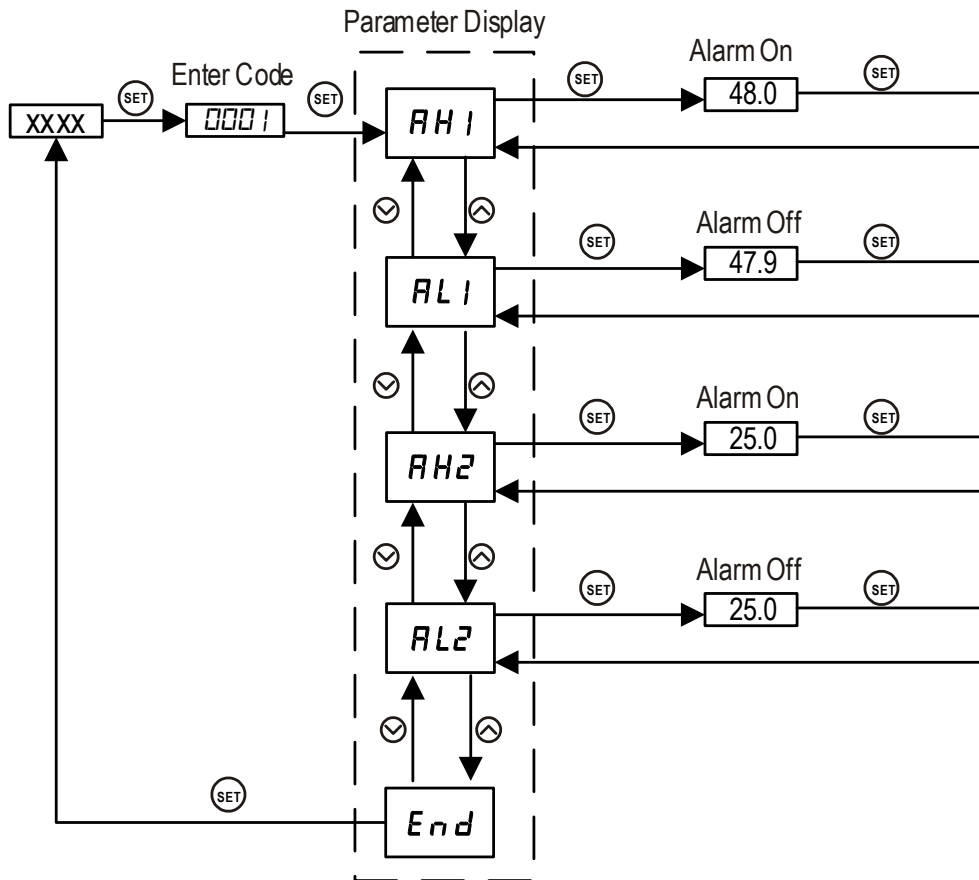 Parameter Display
Enter Code
Alarm On
SET
SET
SET
SET
XXXX
0001
AH1
48.0
Alarm Off
SET
SET
AL1
47.9
Alarm On
SET
SET
AH2
25.0
Alarm Off
SET
SET
AL2
25.0
SET
End